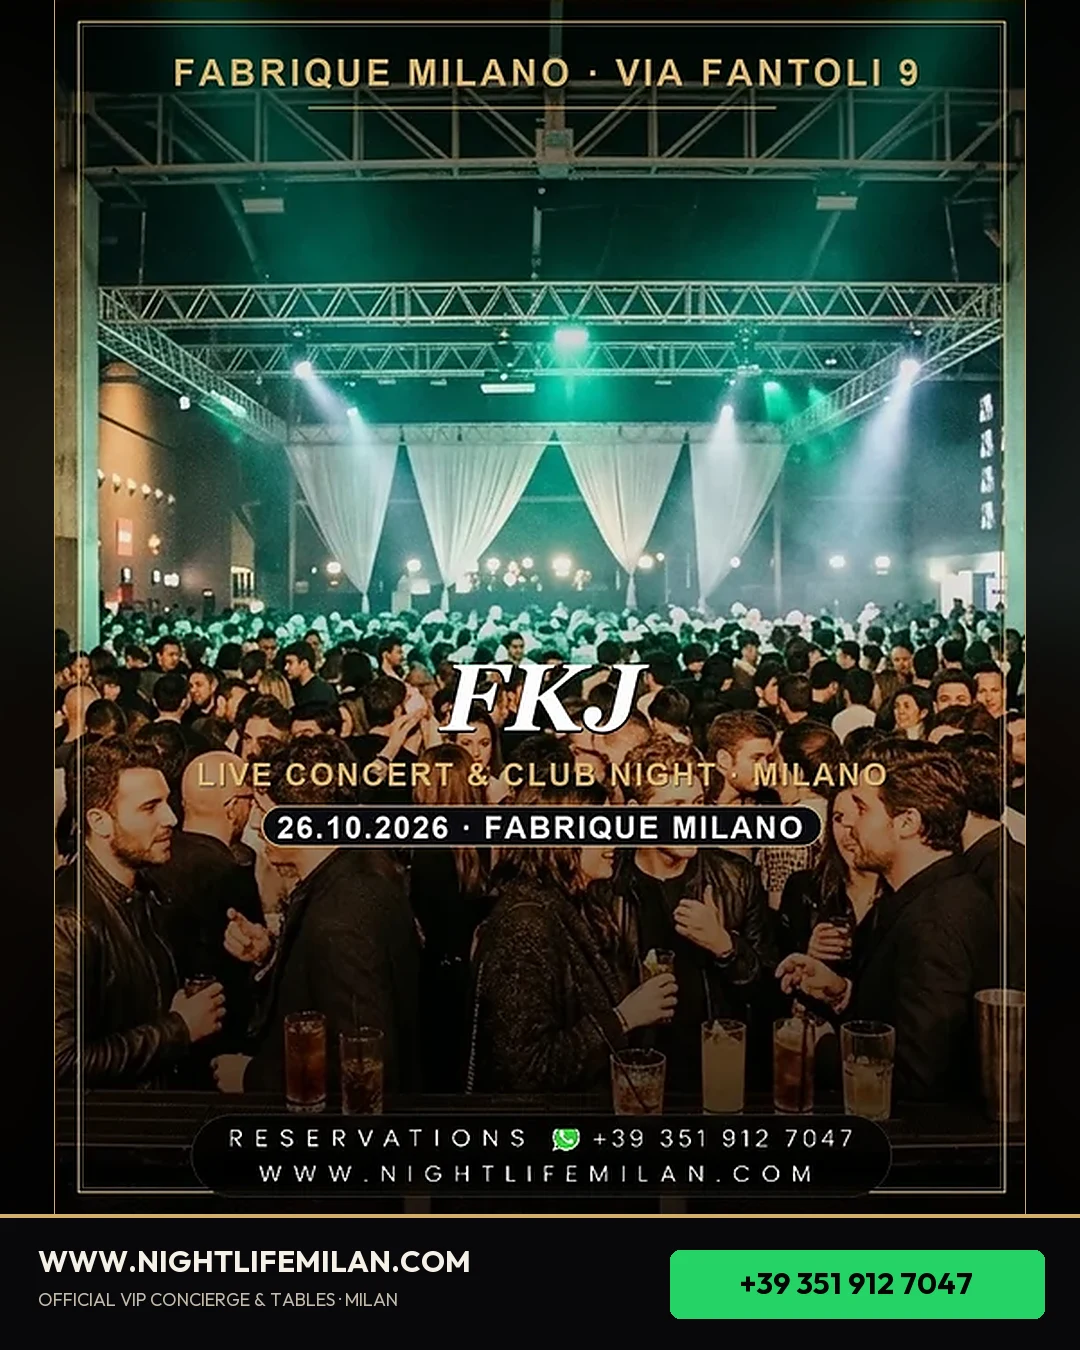 FABRIQUE MILANO · VIA FANTOLI 9
FKJ
LIVE CONCERT & CLUB NIGHT · MILANO
26.10.2026 · FABRIQUE MILANO
RESERVATIONS +39 351 912 7047
WWW.NIGHTLIFEMILAN.COM
WWW.NIGHTLIFEMILAN.COM
OFFICIAL VIP CONCIERGE & TABLES · MILAN
+39 351 912 7047